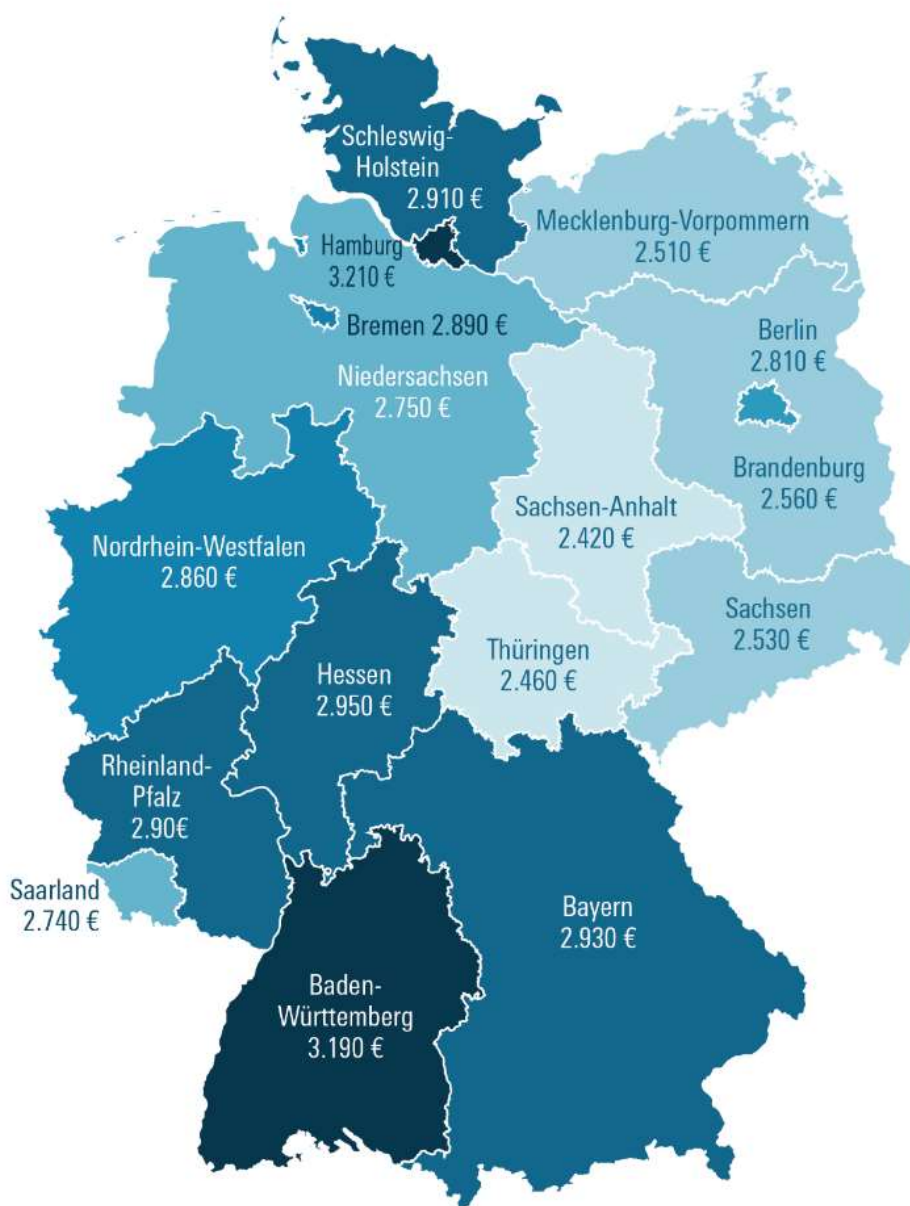 Schleswig-
Holstein
2.910 €
Mecklenburg-Vorpommern
2.510 €
Hamburg
3.210 €
Bremen 2.890 €
Berlin
2.810 €
Niedersachsen
2.750 €
Brandenburg
2.560 €
Sachsen-Anhalt
2.420 €
Nordrhein-Westfalen
2.860 €
Sachsen
2.530 €
Thüringen
2.460 €
Hessen
2.950 €
Rheinland-
Pfalz
2.90€
Saarland
2.740 €
Bayern
2.930 €
Baden-
Württemberg
3.190 €